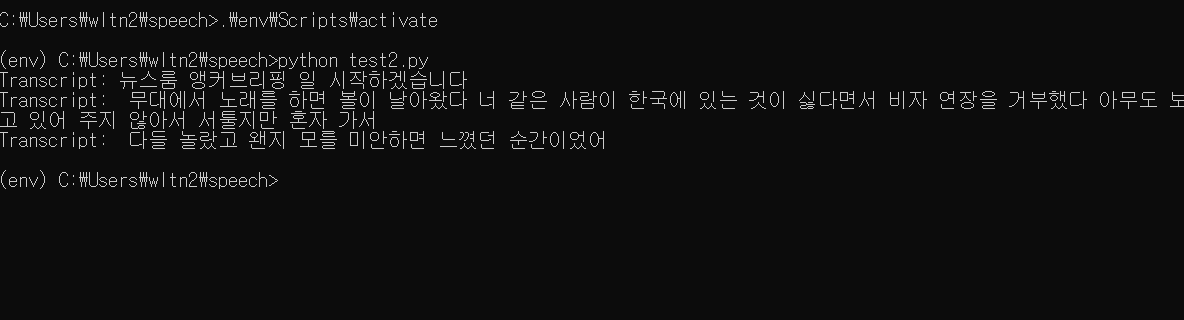 C:₩Users₩wltn2₩speech>.₩env₩Scripts₩activate
(env) C:₩Users₩wltn2₩speech>python test2.py
Transcript: 뉴스룸 앵커브리핑 일 시작하겠습니다
Transcript:  무대에서 노래를 하면 볼이 날아왔다 너 같은 사람이 한국에 있는 것이 싫다면서 비자 연장을 거부했다 아무도 보
고 있어 주지 않아서 서툴지만 혼자 가서
Transcript:  다들 놀랐고 왠지 모를 미안하면 느꼈던 순간이었어
(env) C:₩Users₩wltn2₩speech>